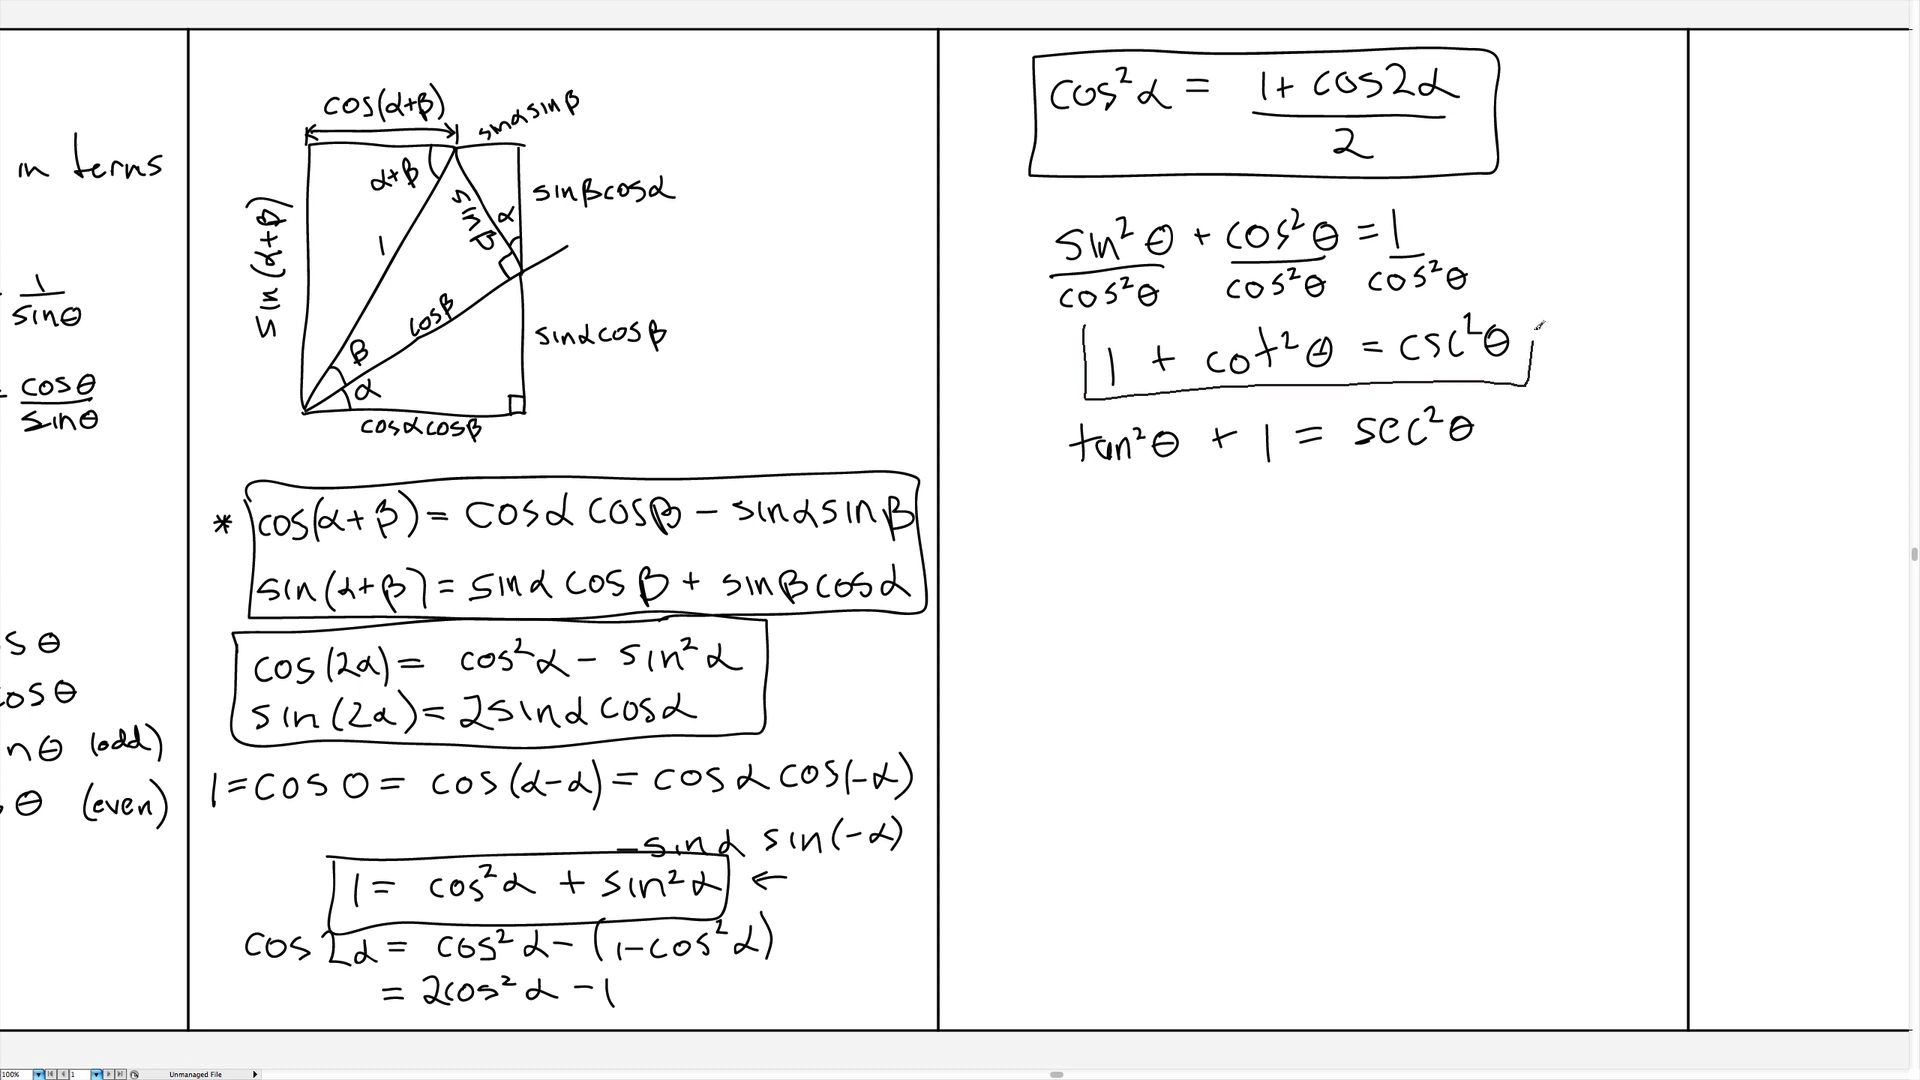 in terms
1/sinθ
cosθ/sinθ
s θ
cos θ
nθ (odd)
θ (even)
cos(α+β)
sinαsinβ
α+β
sin(α+β)
1
sinβ
α
sinβcosα
cosβ
sinαcosβ
β
α
cosαcosβ
* cos(α+β) = cosα cosβ - sinαsinβ
sin(α+β) = sinα cosβ + sinβcosα
cos(2α) = cos²α - sin²α
sin(2α) = 2sinα cosα
1 = cos 0 = cos(α-α) = cosα cos(-α)
- sinα sin(-α)
1 = cos²α + sin²α ←
cos 2α = cos²α - (1-cos²α)
= 2cos²α - 1
cos²α = (1 + cos2α)/2
sin²θ/cos²θ + cos²θ/cos²θ = 1/cos²θ
1 + cot²θ = csc²θ
tan²θ + 1 = sec²θ
100% 1 Unmanaged File